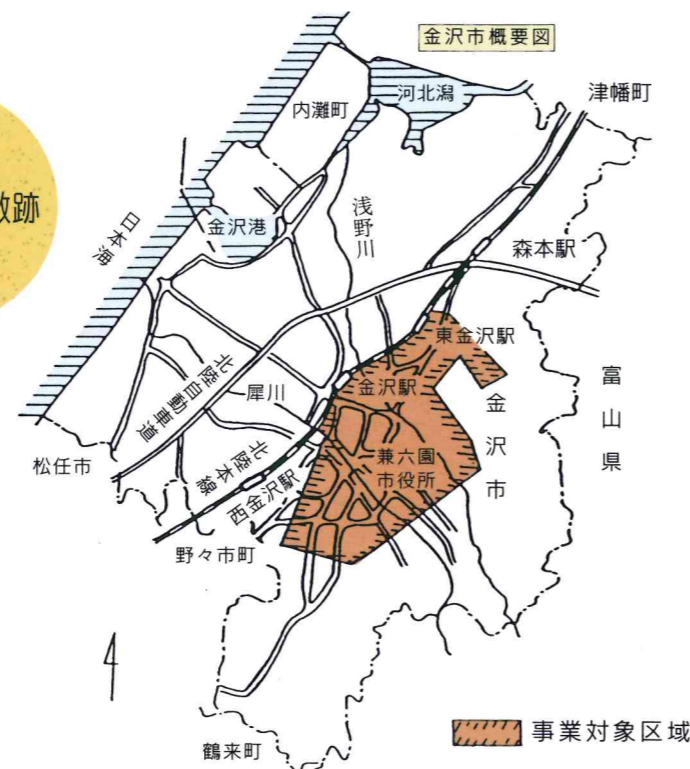 金沢市概要図
河北潟
津幡町
内灘町
跡
金沢港
浅野川
日本海
森本駅
東金沢駅
北陸自動車道
犀川
金沢駅
富山県
金沢市
松任市
北陸本線
西金沢駅
兼六園
市役所
野々市町
鶴来町
事業対象区域